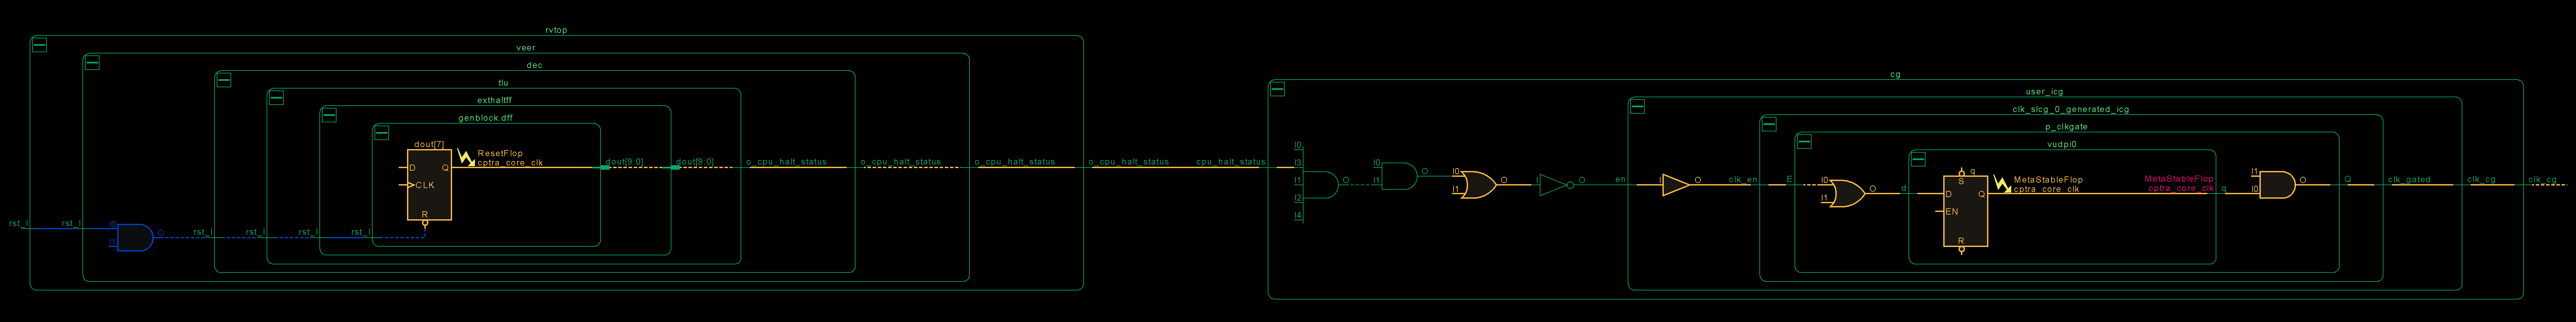 rvtop
veer
dec
tlu
exthaltff
genblock.dff
dout[7]
D
Q
CLK
R
ResetFlop
cptra_core_clk
dout[9:0]
dout[9:0]
o_cpu_halt_status
o_cpu_halt_status
o_cpu_halt_status
o_cpu_halt_status
cpu_halt_status
rst_l
rst_l
I0
I1
O
rst_l
rst_l
rst_l
rst_l
cg
I0
I3
I1
I2
I4
O
I0
I1
O
I0
I1
O
I
O
en
user_icg
I
O
clk_en
clk_slcg_0_generated_icg
E
p_clkgate
I0
I1
O
d
vudpi0
q
S
D
Q
EN
R
MetaStableFlop
cptra_core_clk
MetaStableFlop
cptra_core_clk
q
I1
I0
O
Q
clk_gated
clk_cg
clk_cg